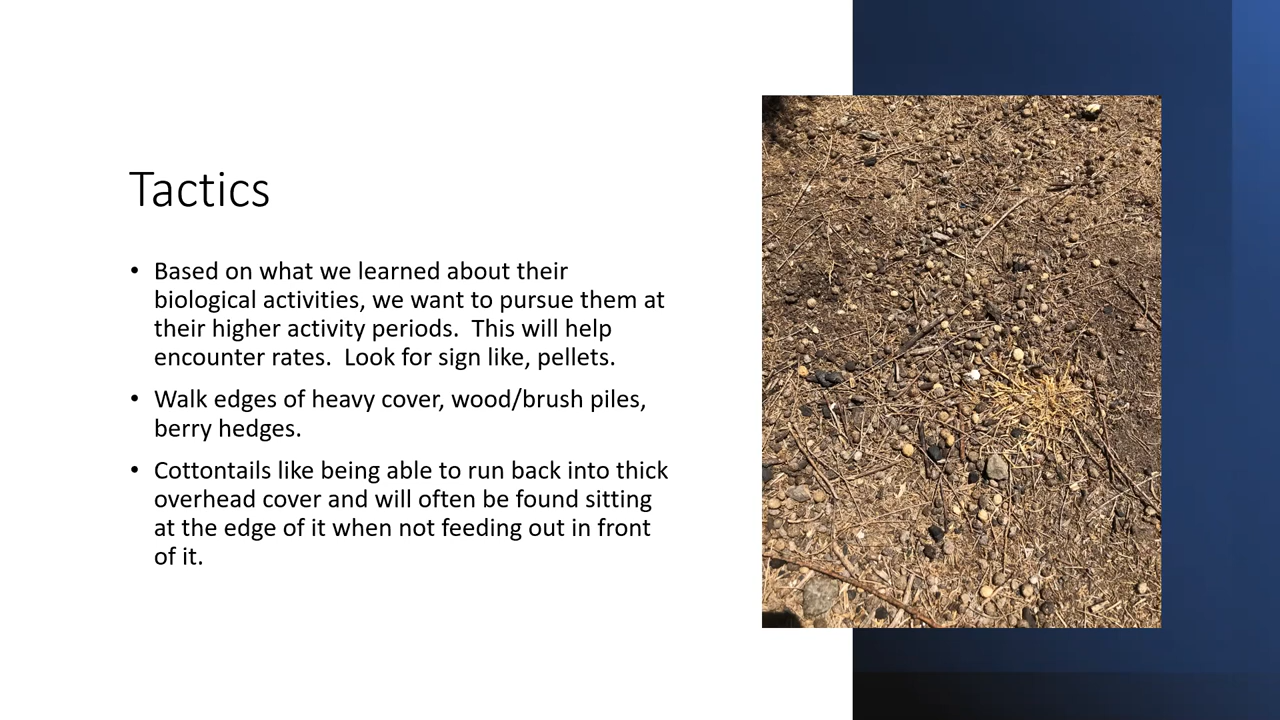 Tactics
• Based on what we learned about their
biological activities, we want to pursue them at
their higher activity periods.  This will help
encounter rates.  Look for sign like, pellets.
• Walk edges of heavy cover, wood/brush piles,
berry hedges.
• Cottontails like being able to run back into thick
overhead cover and will often be found sitting
at the edge of it when not feeding out in front
of it.